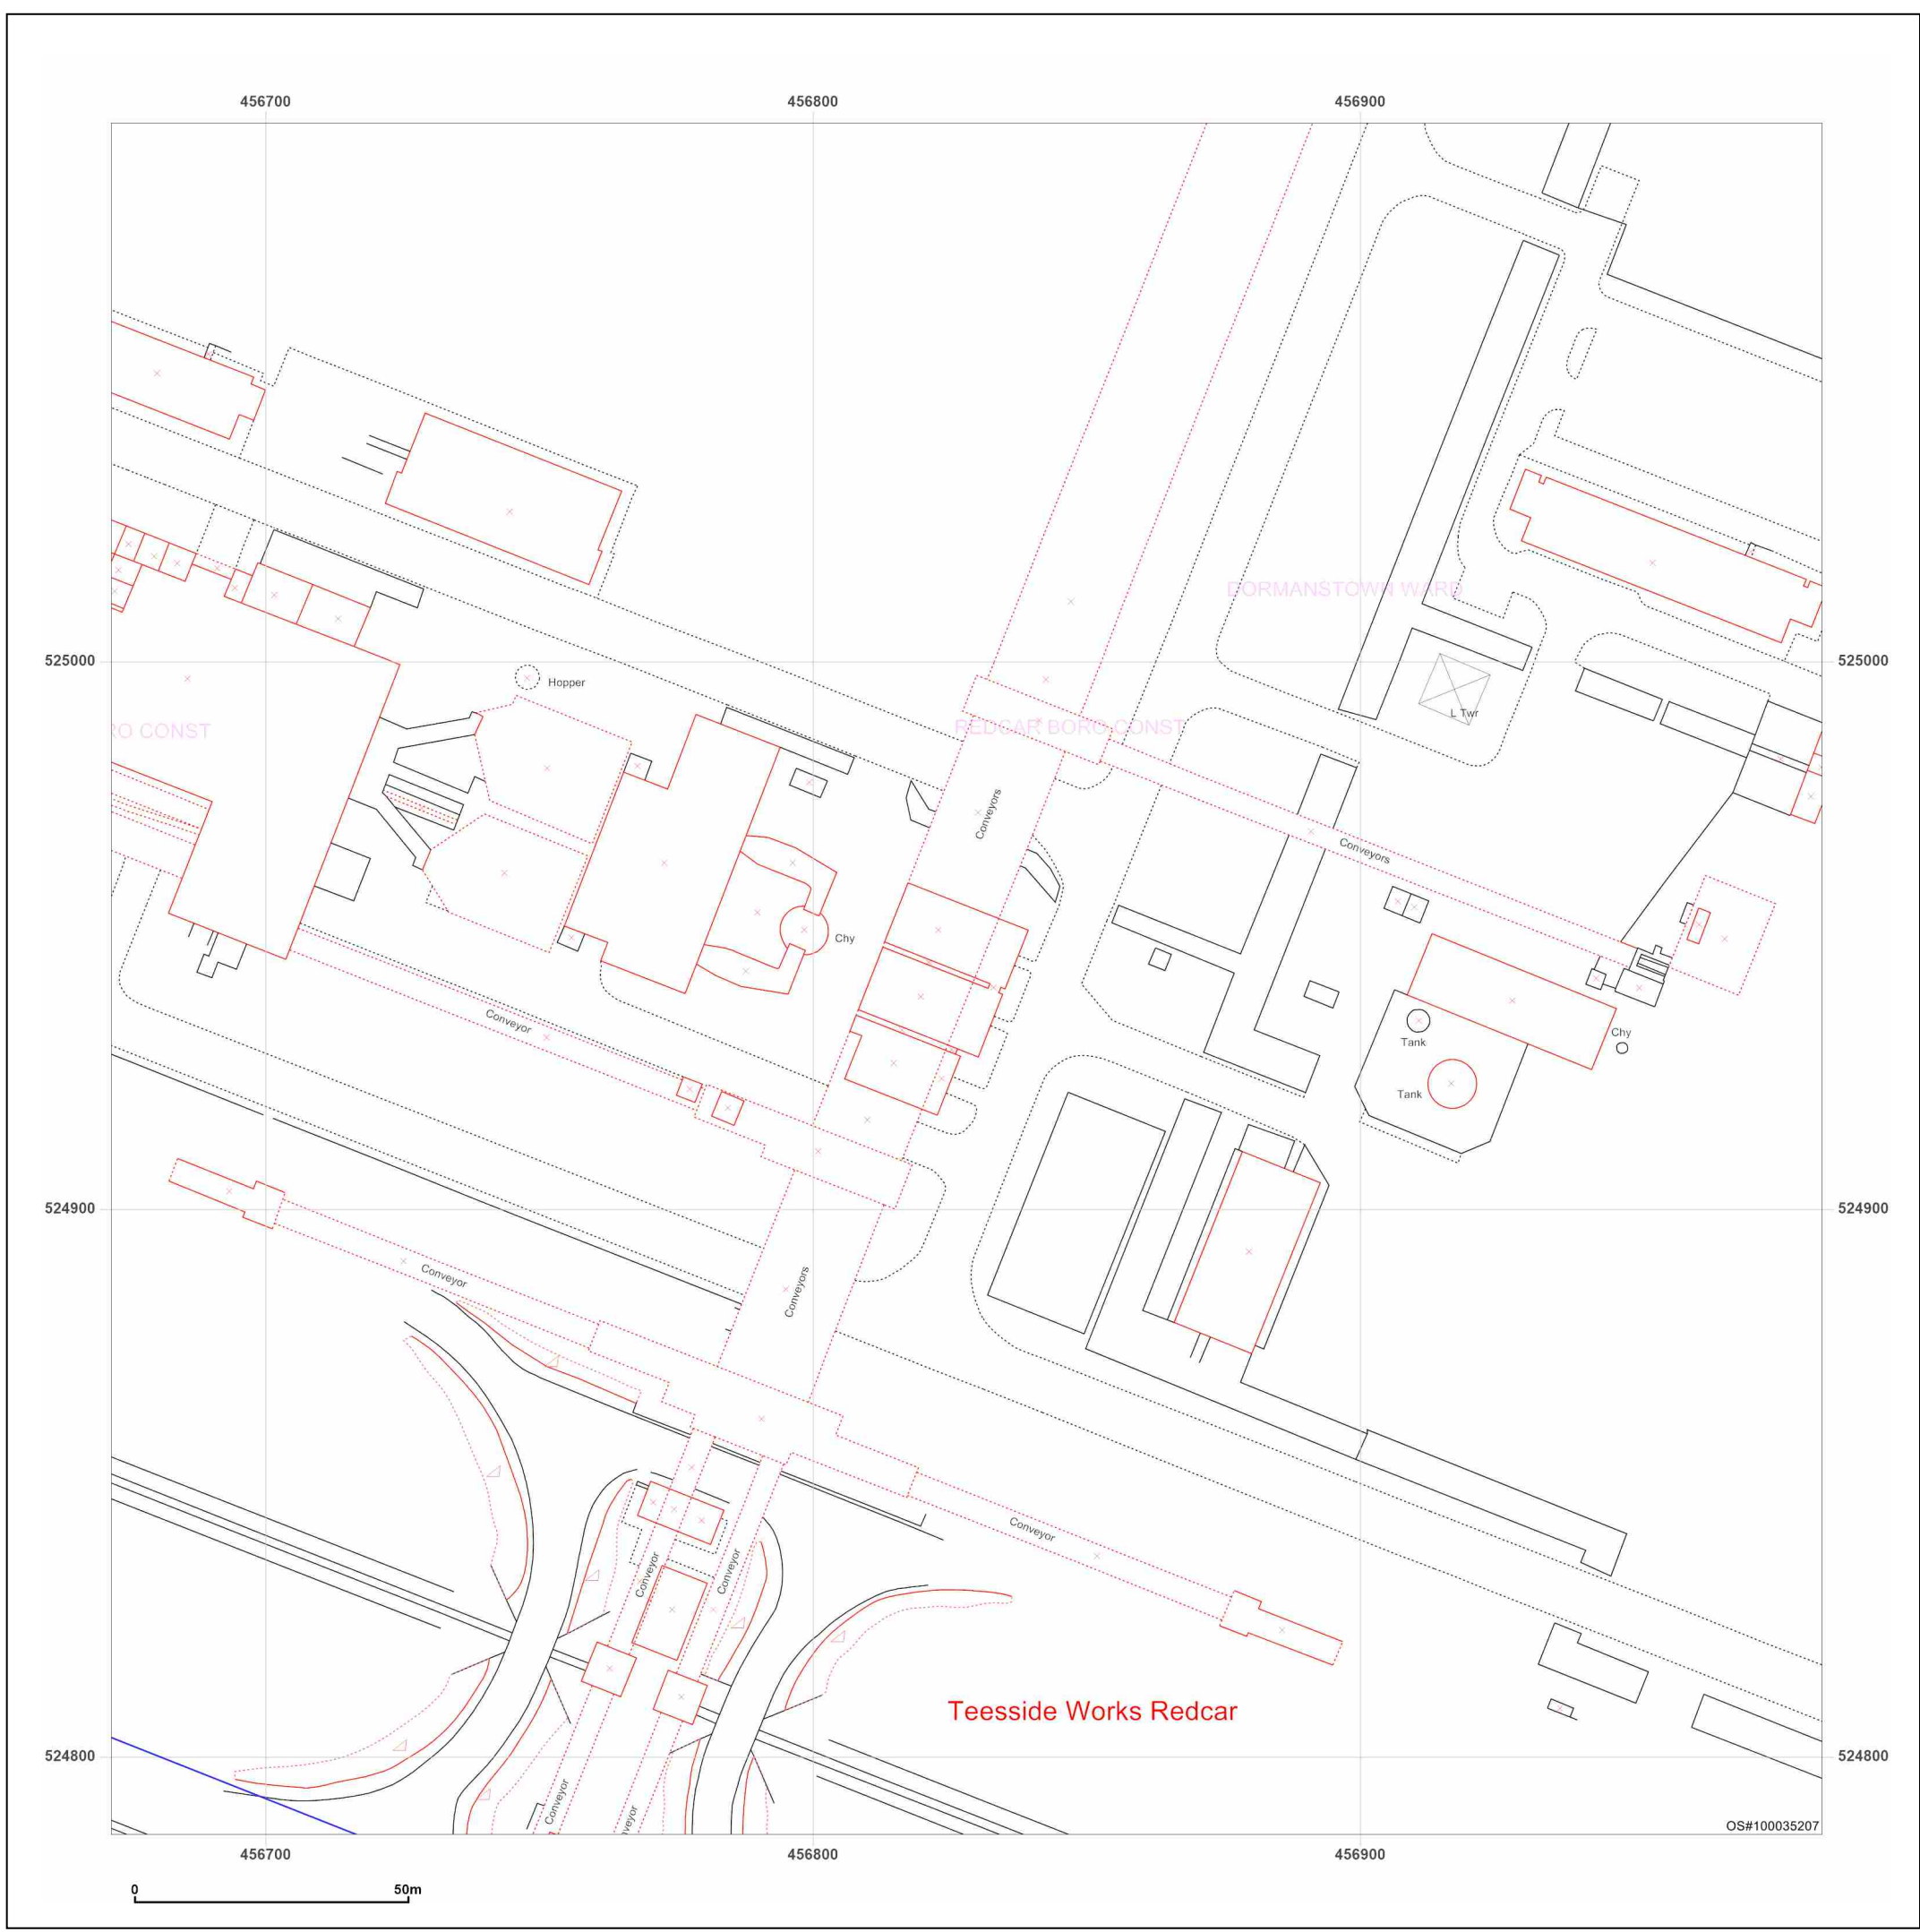 456700
456800
456900
DORMANSTOWN WARD
525000
525000
Hopper
L Twr
RO CONST
REDCAR BORO CONST
Conveyors
Conveyors
Chy
Conveyor
Chy
Tank
Tank
524900
524900
Conveyor
Conveyors
Conveyor
Conveyor
Conveyor
Teesside Works Redcar
524800
524800
Conveyor
veyor
OS#100035207
456700
456800
456900
0
50m